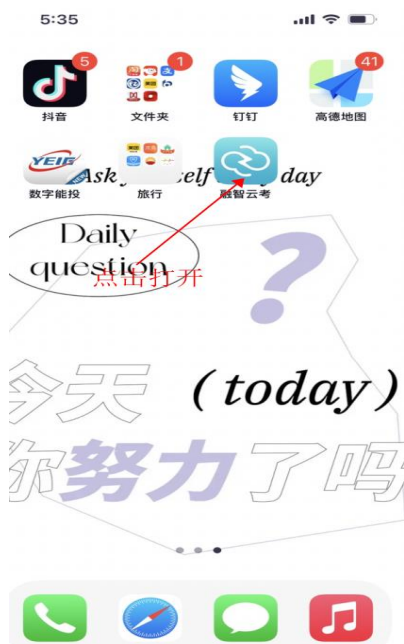 5:35
5
1
41
抖音
文件夹
钉钉
高德地图
YEIG
数字能投
旅行
融智云考
day
Daily
question
点击打开
?
今天
(today)
你努力了吗